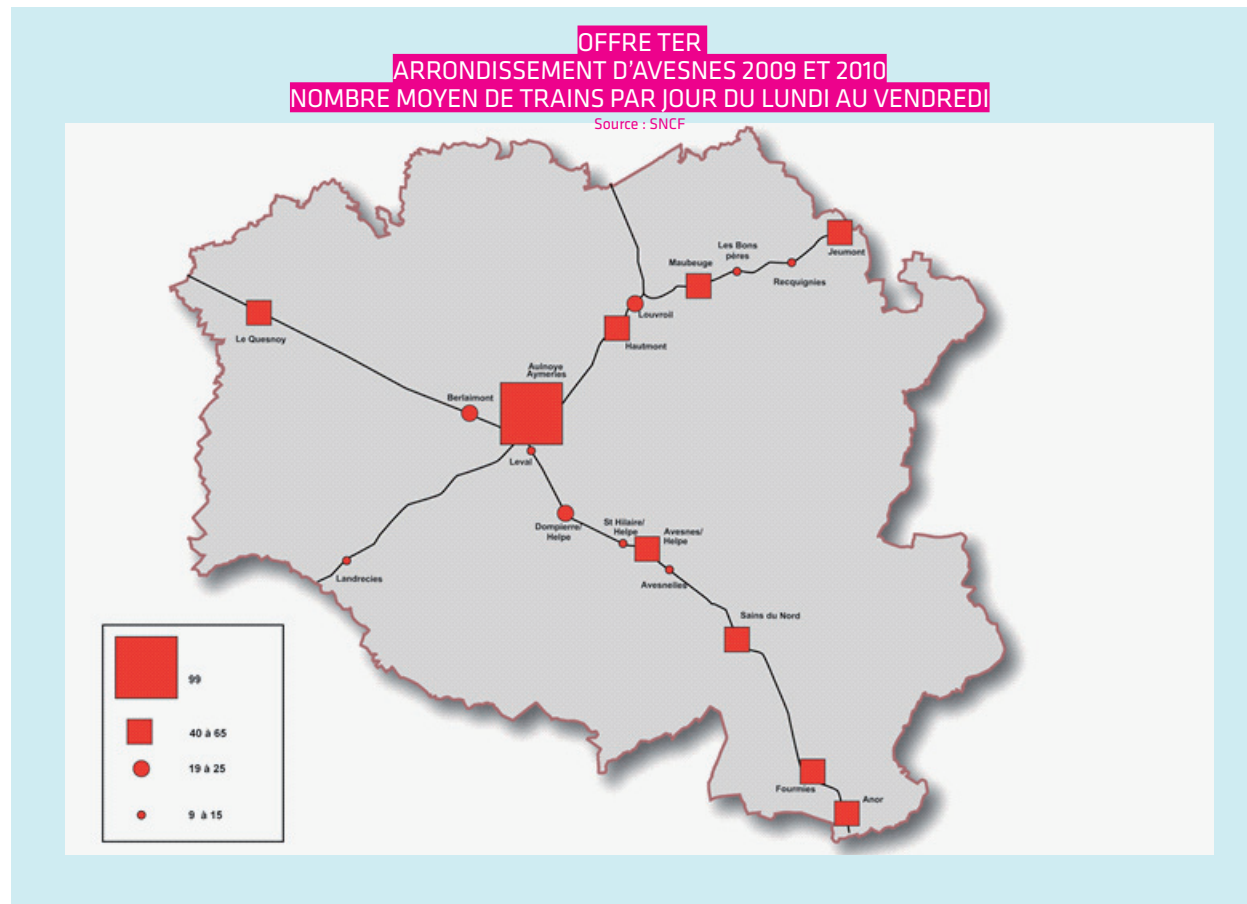 OFFRE TER
ARRONDISSEMENT D'AVESNES 2009 ET 2010
NOMBRE MOYEN DE TRAINS PAR JOUR DU LUNDI AU VENDREDI
Source : SNCF
Jeumont
Les Bons
pères
Maubeuge
Recquignies
Louvroil
Le Quesnoy
Hautmont
Aulnoye
Aymeries
Berlaimont
Leval
Dompierre/
Helpe
St Hilaire/
Helpe
Avesnes/
Helpe
Landrecies
Avesnelles
Sains du Nord
Fourmies
Anor
99
40 à 65
19 à 25
9 à 15